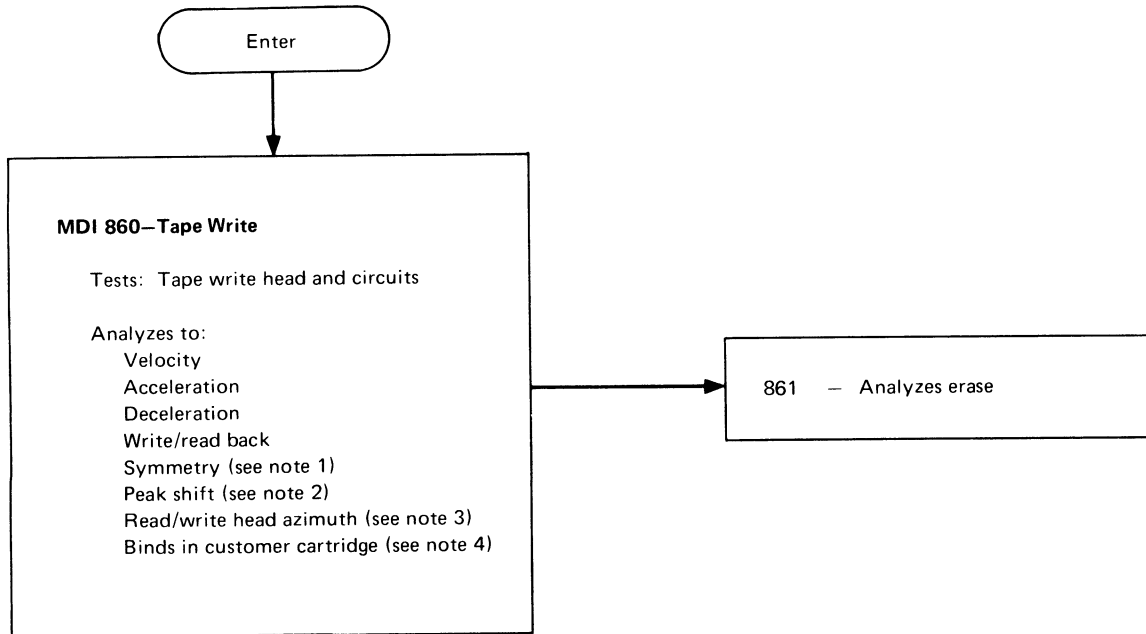 Enter
MDI 860—Tape Write
Tests: Tape write head and circuits
Analyzes to:
Velocity
Acceleration
Deceleration
Write/read back
Symmetry (see note 1)
Peak shift (see note 2)
Read/write head azimuth (see note 3)
Binds in customer cartridge (see note 4)
861 — Analyzes erase